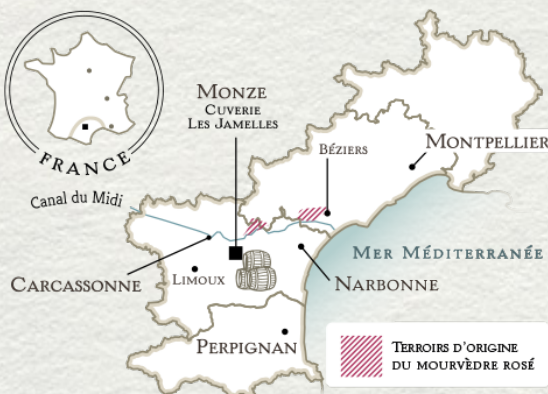 FRANCE
MONZE
CUVERIE
LES JAMELLES
BÉZIERS
MONTPELLIER
Canal du Midi
MER MÉDITERRANÉE
CARCASSONNE
LIMOUX
NARBONNE
PERPIGNAN
TERROIRS D'ORIGINE
DU MOURVÈDRE ROSÉ